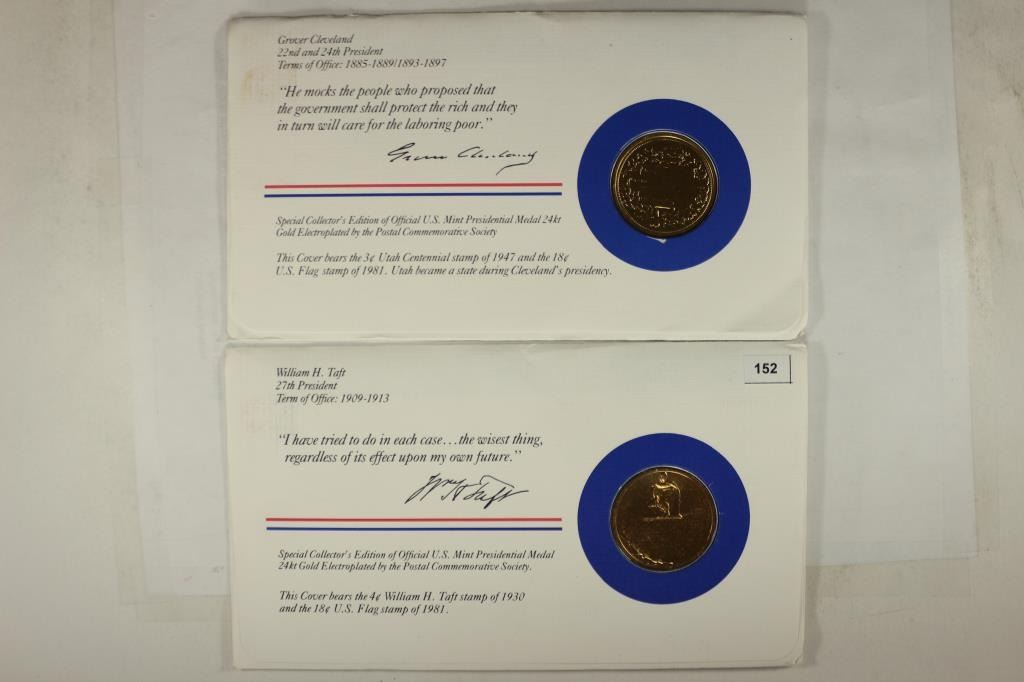 Grover Cleveland
22nd and 24th President
Terms of Office: 1885-1889/1893-1897
"He mocks the people who proposed that
the government shall protect the rich and they
in turn will care for the laboring poor."
Grover Cleveland
Special Collector's Edition of Official U.S. Mint Presidential Medal 24kt
Gold Electroplated by the Postal Commemorative Society
This Cover bears the 3¢ Utah Centennial stamp of 1947 and the 18¢
U.S. Flag stamp of 1981. Utah became a state during Cleveland's presidency.
152
William H. Taft
27th President
Term of Office: 1909-1913
"I have tried to do in each case...the wisest thing,
regardless of its effect upon my own future."
Wm H Taft
Special Collector's Edition of Official U.S. Mint Presidential Medal
24kt Gold Electroplated by the Postal Commemorative Society.
This Cover bears the 4¢ William H. Taft stamp of 1930
and the 18¢ U.S. Flag stamp of 1981.